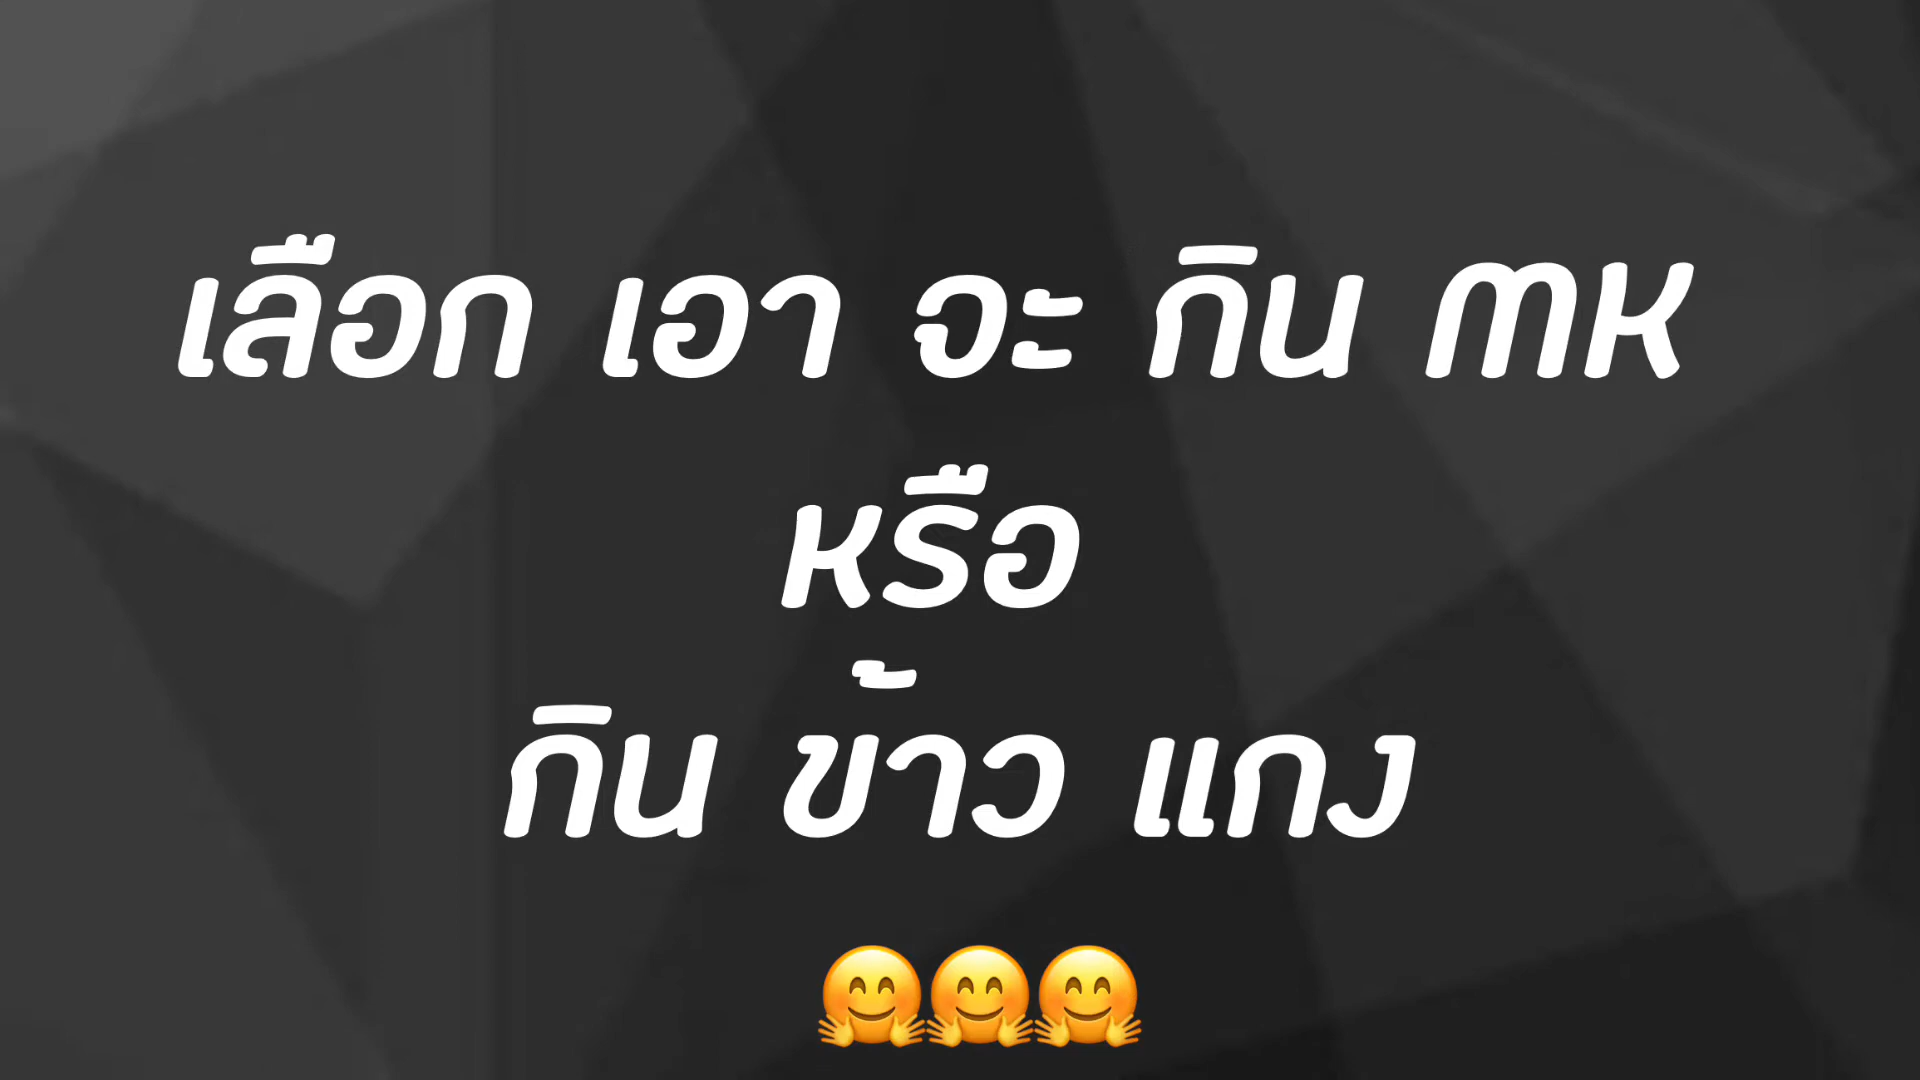 เลือก เอา จะ กิน MK
หรือ
กิน ข้าว แกง
🤗🤗🤗